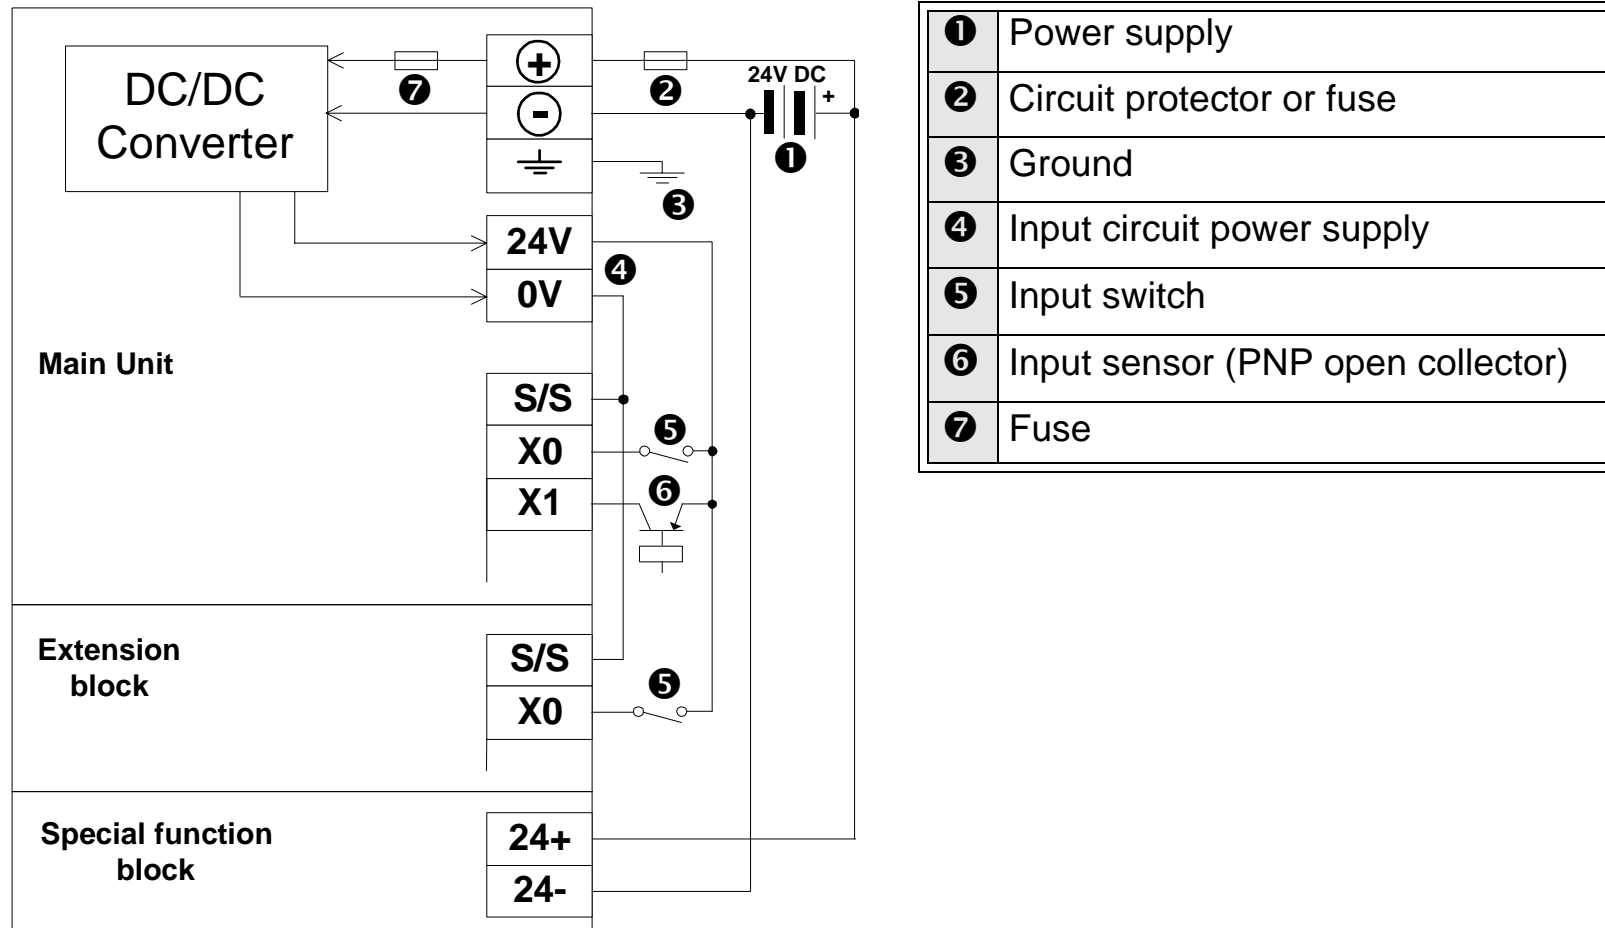 DC/DC
Converter
❼
+
-
❷
24V DC
+
❶
❸
24V
0V
❹
Main Unit
S/S
X0
X1
❺
❻
Extension
block
S/S
X0
❺
Special function
block
24+
24-
❶ Power supply
❷ Circuit protector or fuse
❸ Ground
❹ Input circuit power supply
❺ Input switch
❻ Input sensor (PNP open collector)
❼ Fuse